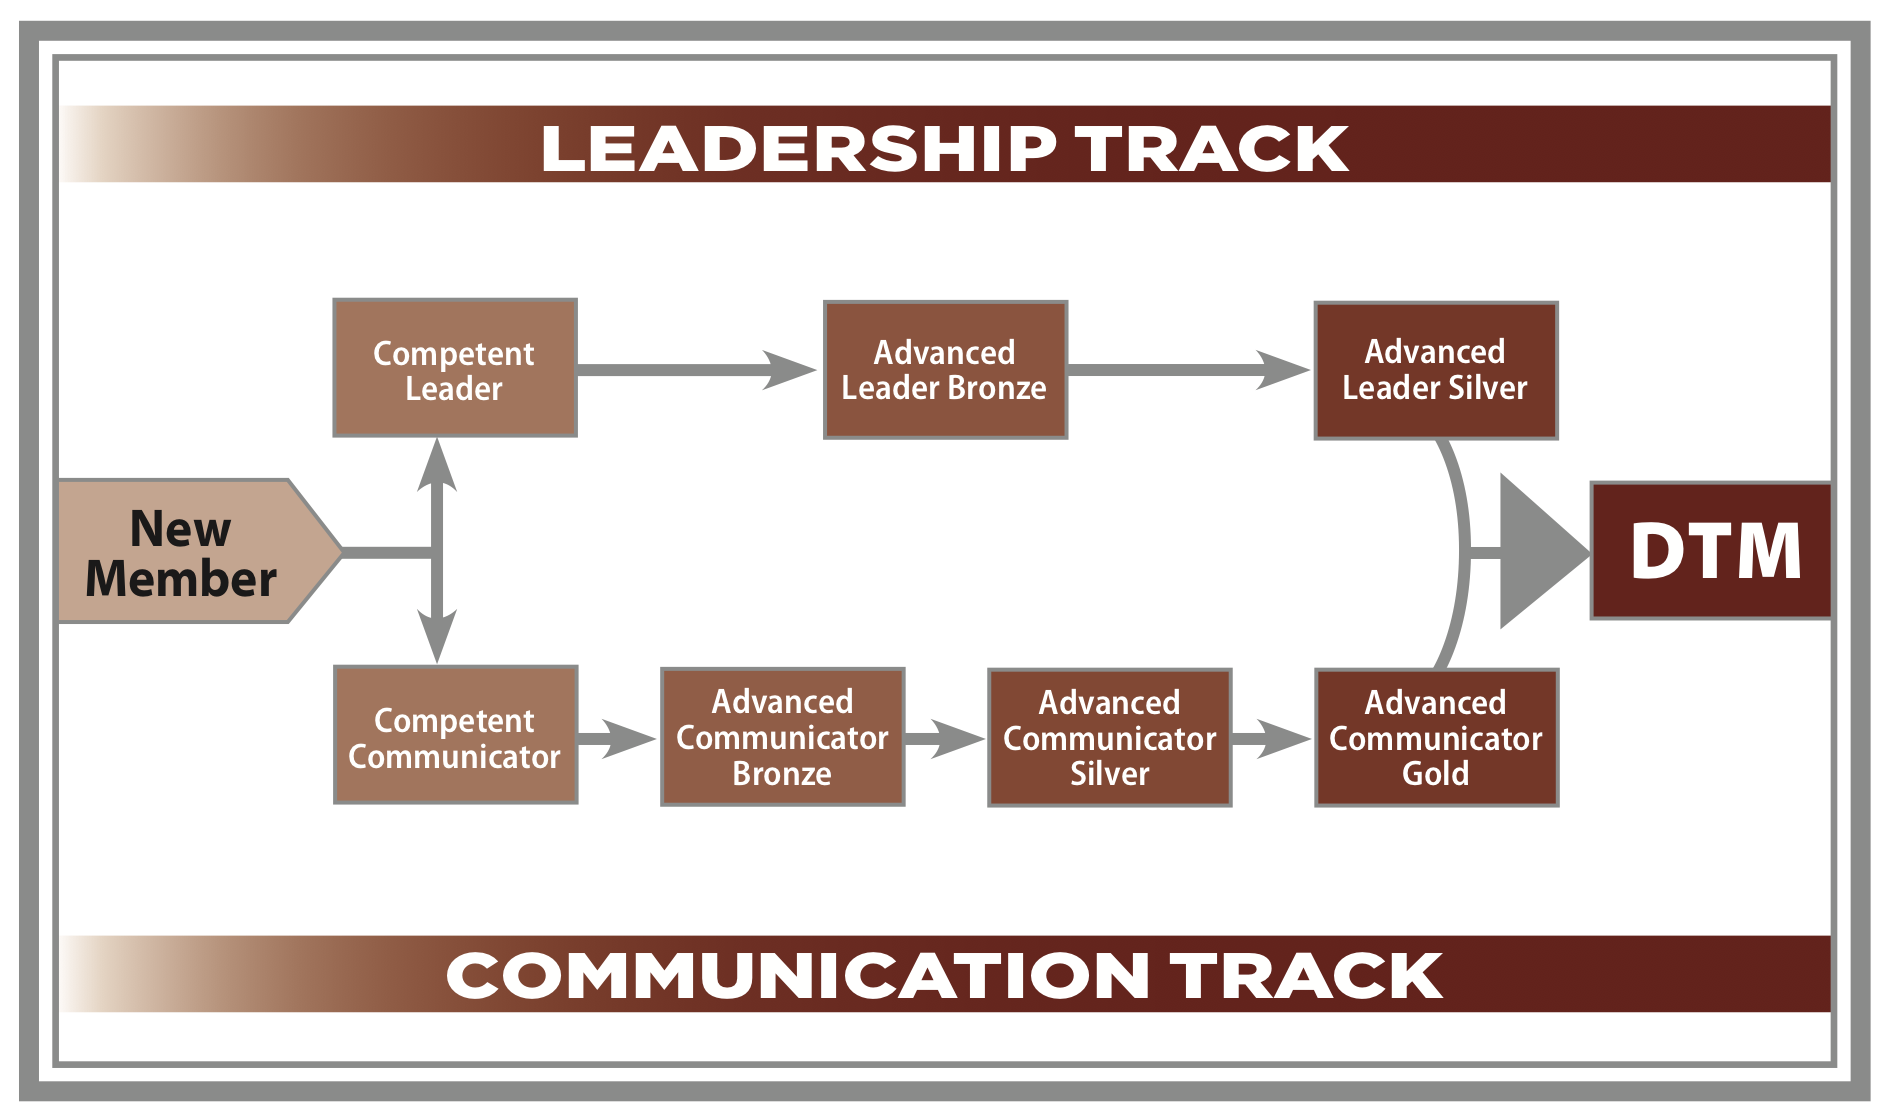 LEADERSHIP TRACK
Competent
Leader
Advanced
Leader Bronze
Advanced
Leader Silver
New
Member
DTM
Competent
Communicator
Advanced
Communicator
Bronze
Advanced
Communicator
Silver
Advanced
Communicator
Gold
COMMUNICATION TRACK